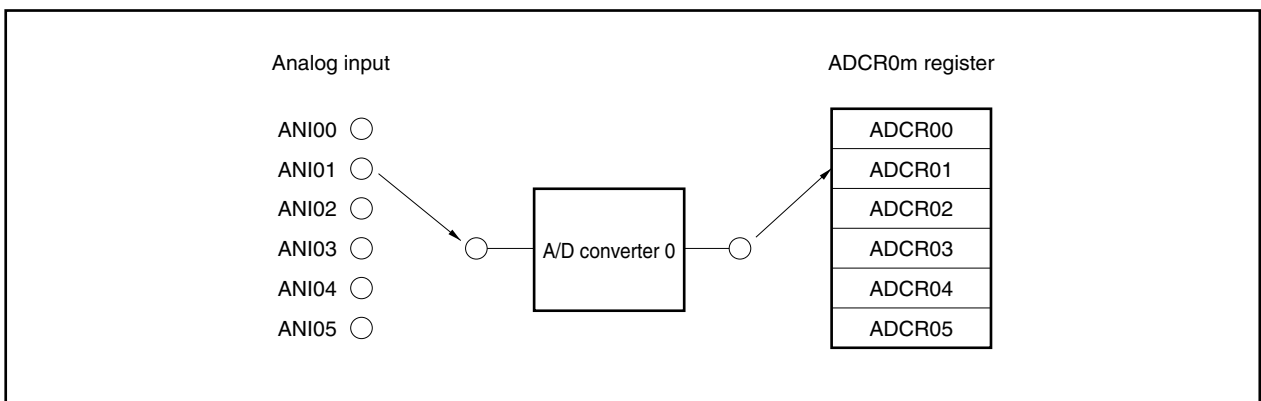 Analog input
ADCR0m register
ANI00
ADCR00
ANI01
ADCR01
ANI02
ADCR02
ANI03
A/D converter 0
ADCR03
ANI04
ADCR04
ANI05
ADCR05